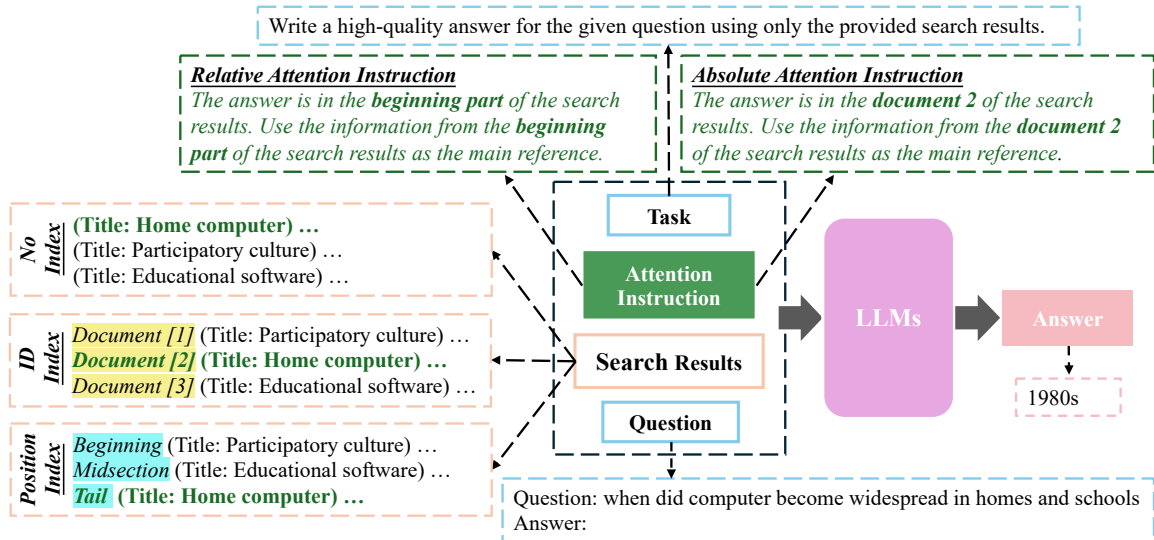 Write a high-quality answer for the given question using only the provided search results.
Relative Attention Instruction
The answer is in the beginning part of the search
results. Use the information from the beginning
part of the search results as the main reference.
Absolute Attention Instruction
The answer is in the document 2 of the search
results. Use the information from the document 2
of the search results as the main reference.
No
Index
(Title: Home computer) …
(Title: Participatory culture) …
(Title: Educational software) …
ID
Index
Document [1] (Title: Participatory culture) …
Document [2] (Title: Home computer) …
Document [3] (Title: Educational software) …
Position
Index
Beginning (Title: Participatory culture) …
Midsection (Title: Educational software) …
Tail (Title: Home computer) …
Task
Attention
Instruction
Search Results
Question
LLMs
Answer
1980s
Question: when did computer become widespread in homes and schools
Answer: